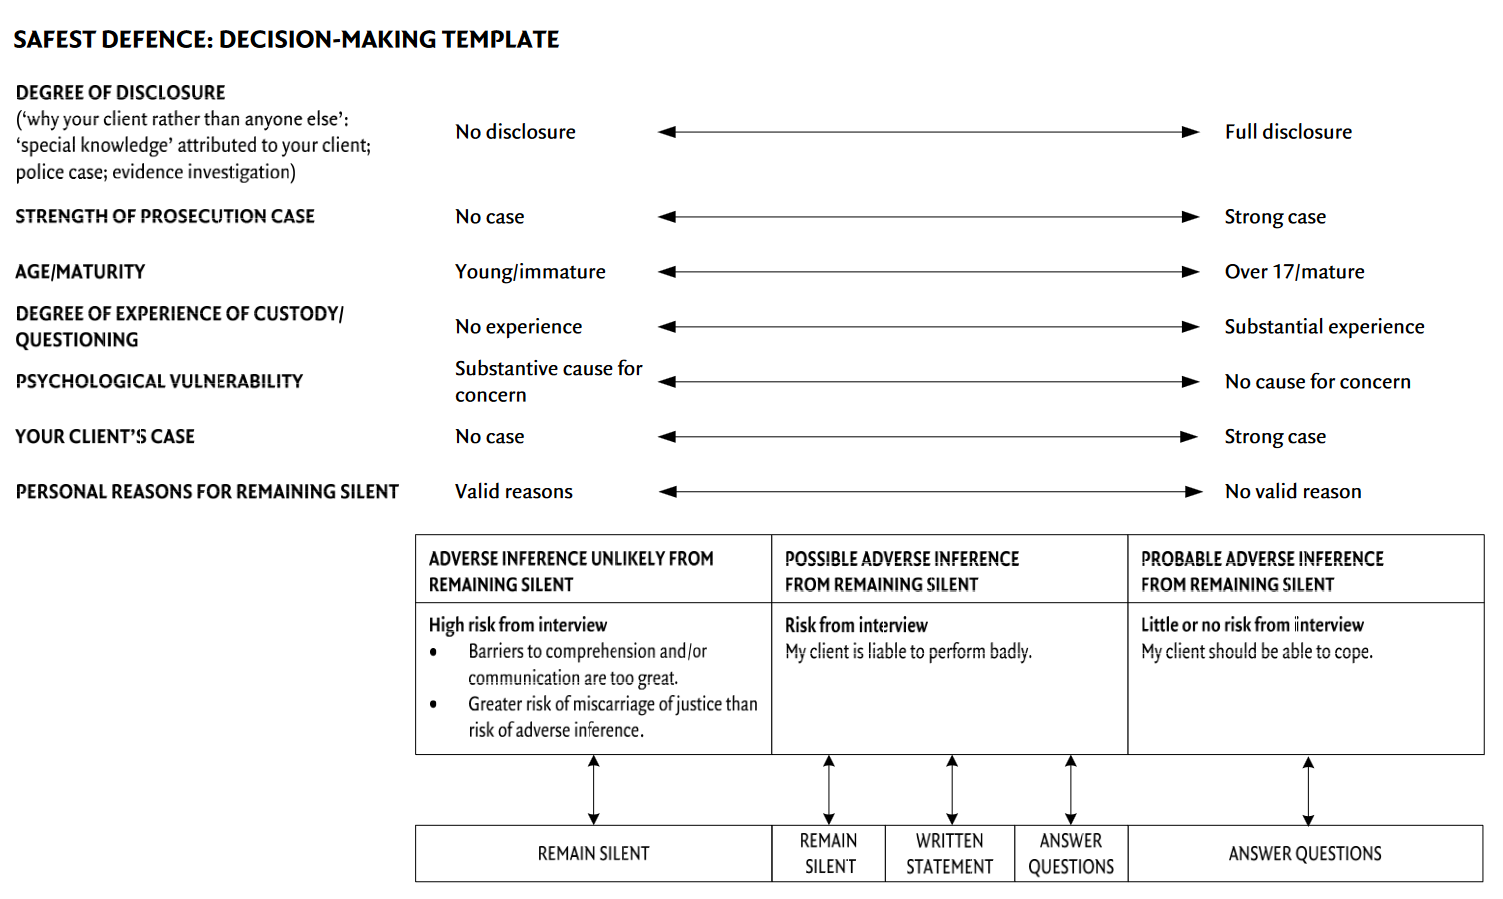 SAFEST DEFENCE: DECISION-MAKING TEMPLATE
DEGREE OF DISCLOSURE
(‘why your client rather than anyone else’:
‘special knowledge’ attributed to your client;
police case; evidence investigation)
No disclosure
Full disclosure
STRENGTH OF PROSECUTION CASE
No case
Strong case
AGE/MATURITY
Young/immature
Over 17/mature
DEGREE OF EXPERIENCE OF CUSTODY/
QUESTIONING
No experience
Substantial experience
PSYCHOLOGICAL VULNERABILITY
Substantive cause for
concern
No cause for concern
YOUR CLIENT’S CASE
No case
Strong case
PERSONAL REASONS FOR REMAINING SILENT
Valid reasons
No valid reason
ADVERSE INFERENCE UNLIKELY FROM
REMAINING SILENT
POSSIBLE ADVERSE INFERENCE
FROM REMAINING SILENT
PROBABLE ADVERSE INFERENCE
FROM REMAINING SILENT
High risk from interview
• Barriers to comprehension and/or
communication are too great.
• Greater risk of miscarriage of justice than
risk of adverse inference.
Risk from interview
My client is liable to perform badly.
Little or no risk from interview
My client should be able to cope.
REMAIN SILENT
REMAIN
SILENT
WRITTEN
STATEMENT
ANSWER
QUESTIONS
ANSWER QUESTIONS